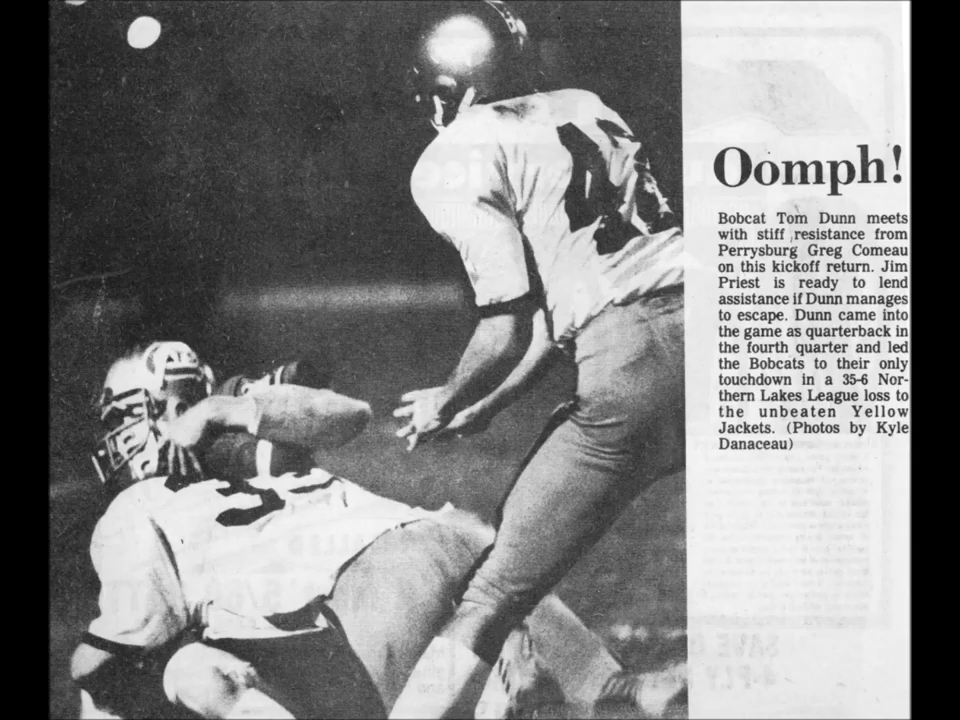 Oomph!
Bobcat Tom Dunn meets
with stiff resistance from
Perrysburg Greg Comeau
on this kickoff return. Jim
Priest is ready to lend
assistance if Dunn manages
to escape. Dunn came into
the game as quarterback in
the fourth quarter and led
the Bobcats to their only
touchdown in a 35-6 Nor-
thern Lakes League loss to
the unbeaten Yellow
Jackets. (Photos by Kyle
Danaceau)